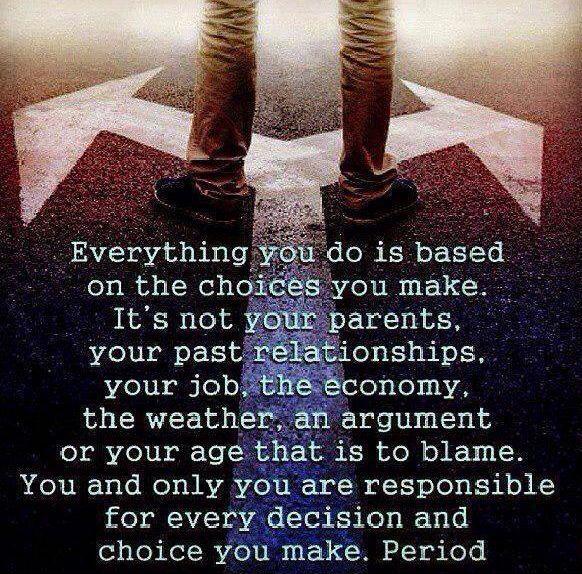 Everything you do is based
on the choices you make.
It's not your parents,
your past relationships,
your job, the economy,
the weather, an argument
or your age that is to blame.
You and only you are responsible
for every decision and
choice you make. Period